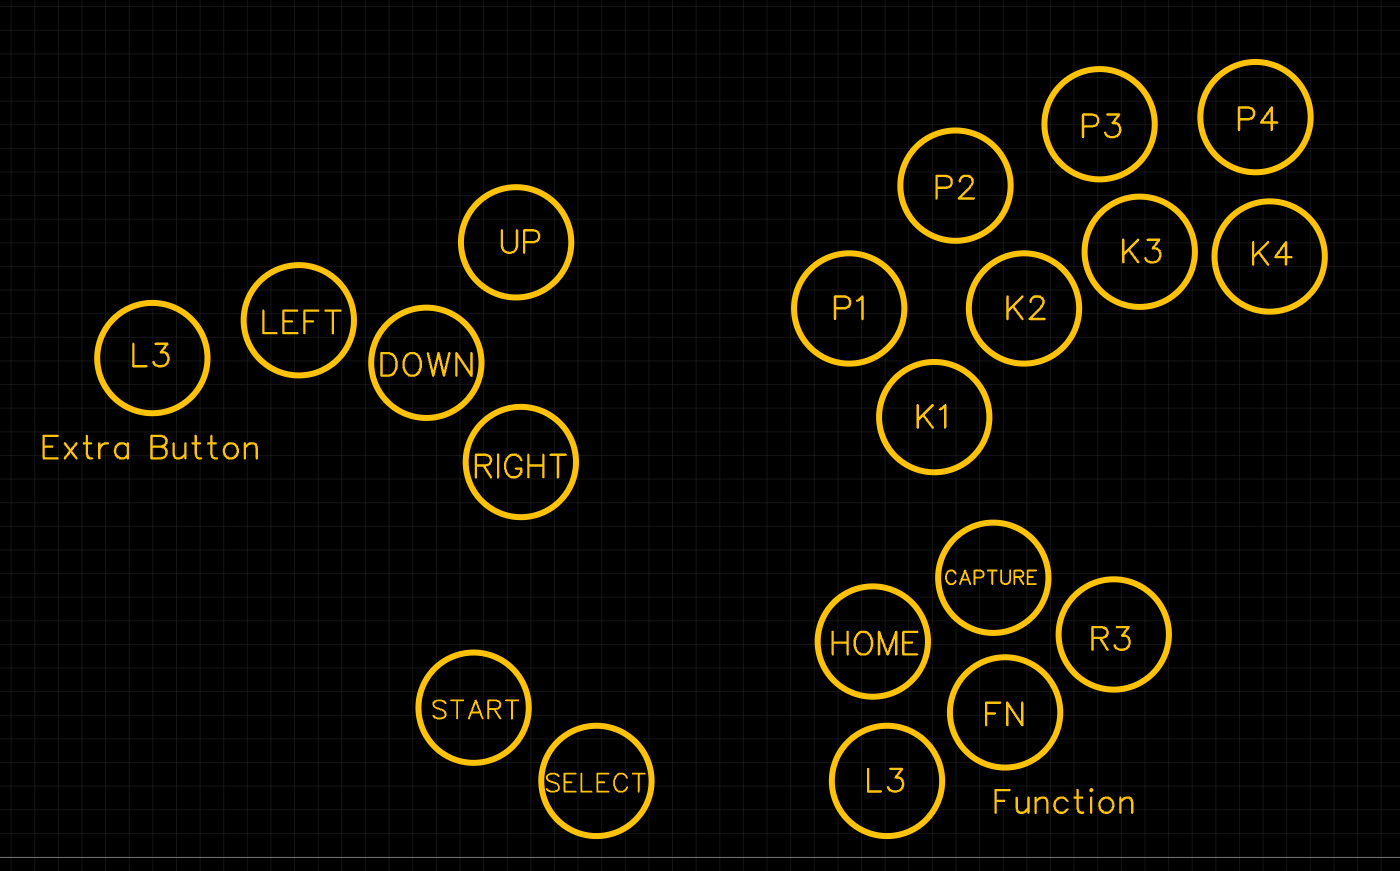 P3
P4
P2
UP
K3
K4
LEFT
P1
K2
L3
DOWN
Extra Button
K1
RIGHT
CAPTURE
HOME
R3
START
FN
SELECT
L3
Function